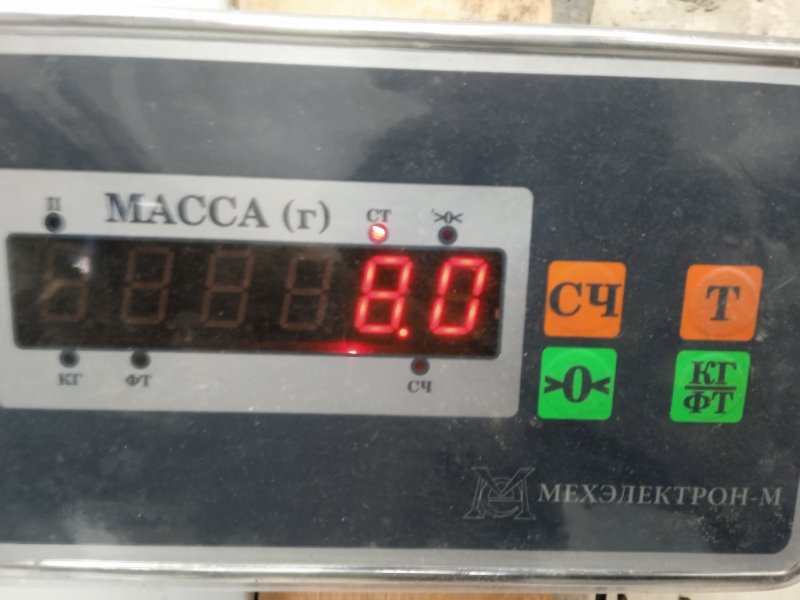 П
МАССА (г)
СТ
>0<
8.0
КГ
ФТ
СЧ
СЧ
Т
>0<
КГ
ФТ
МЕХЭЛЕКТРОН-М